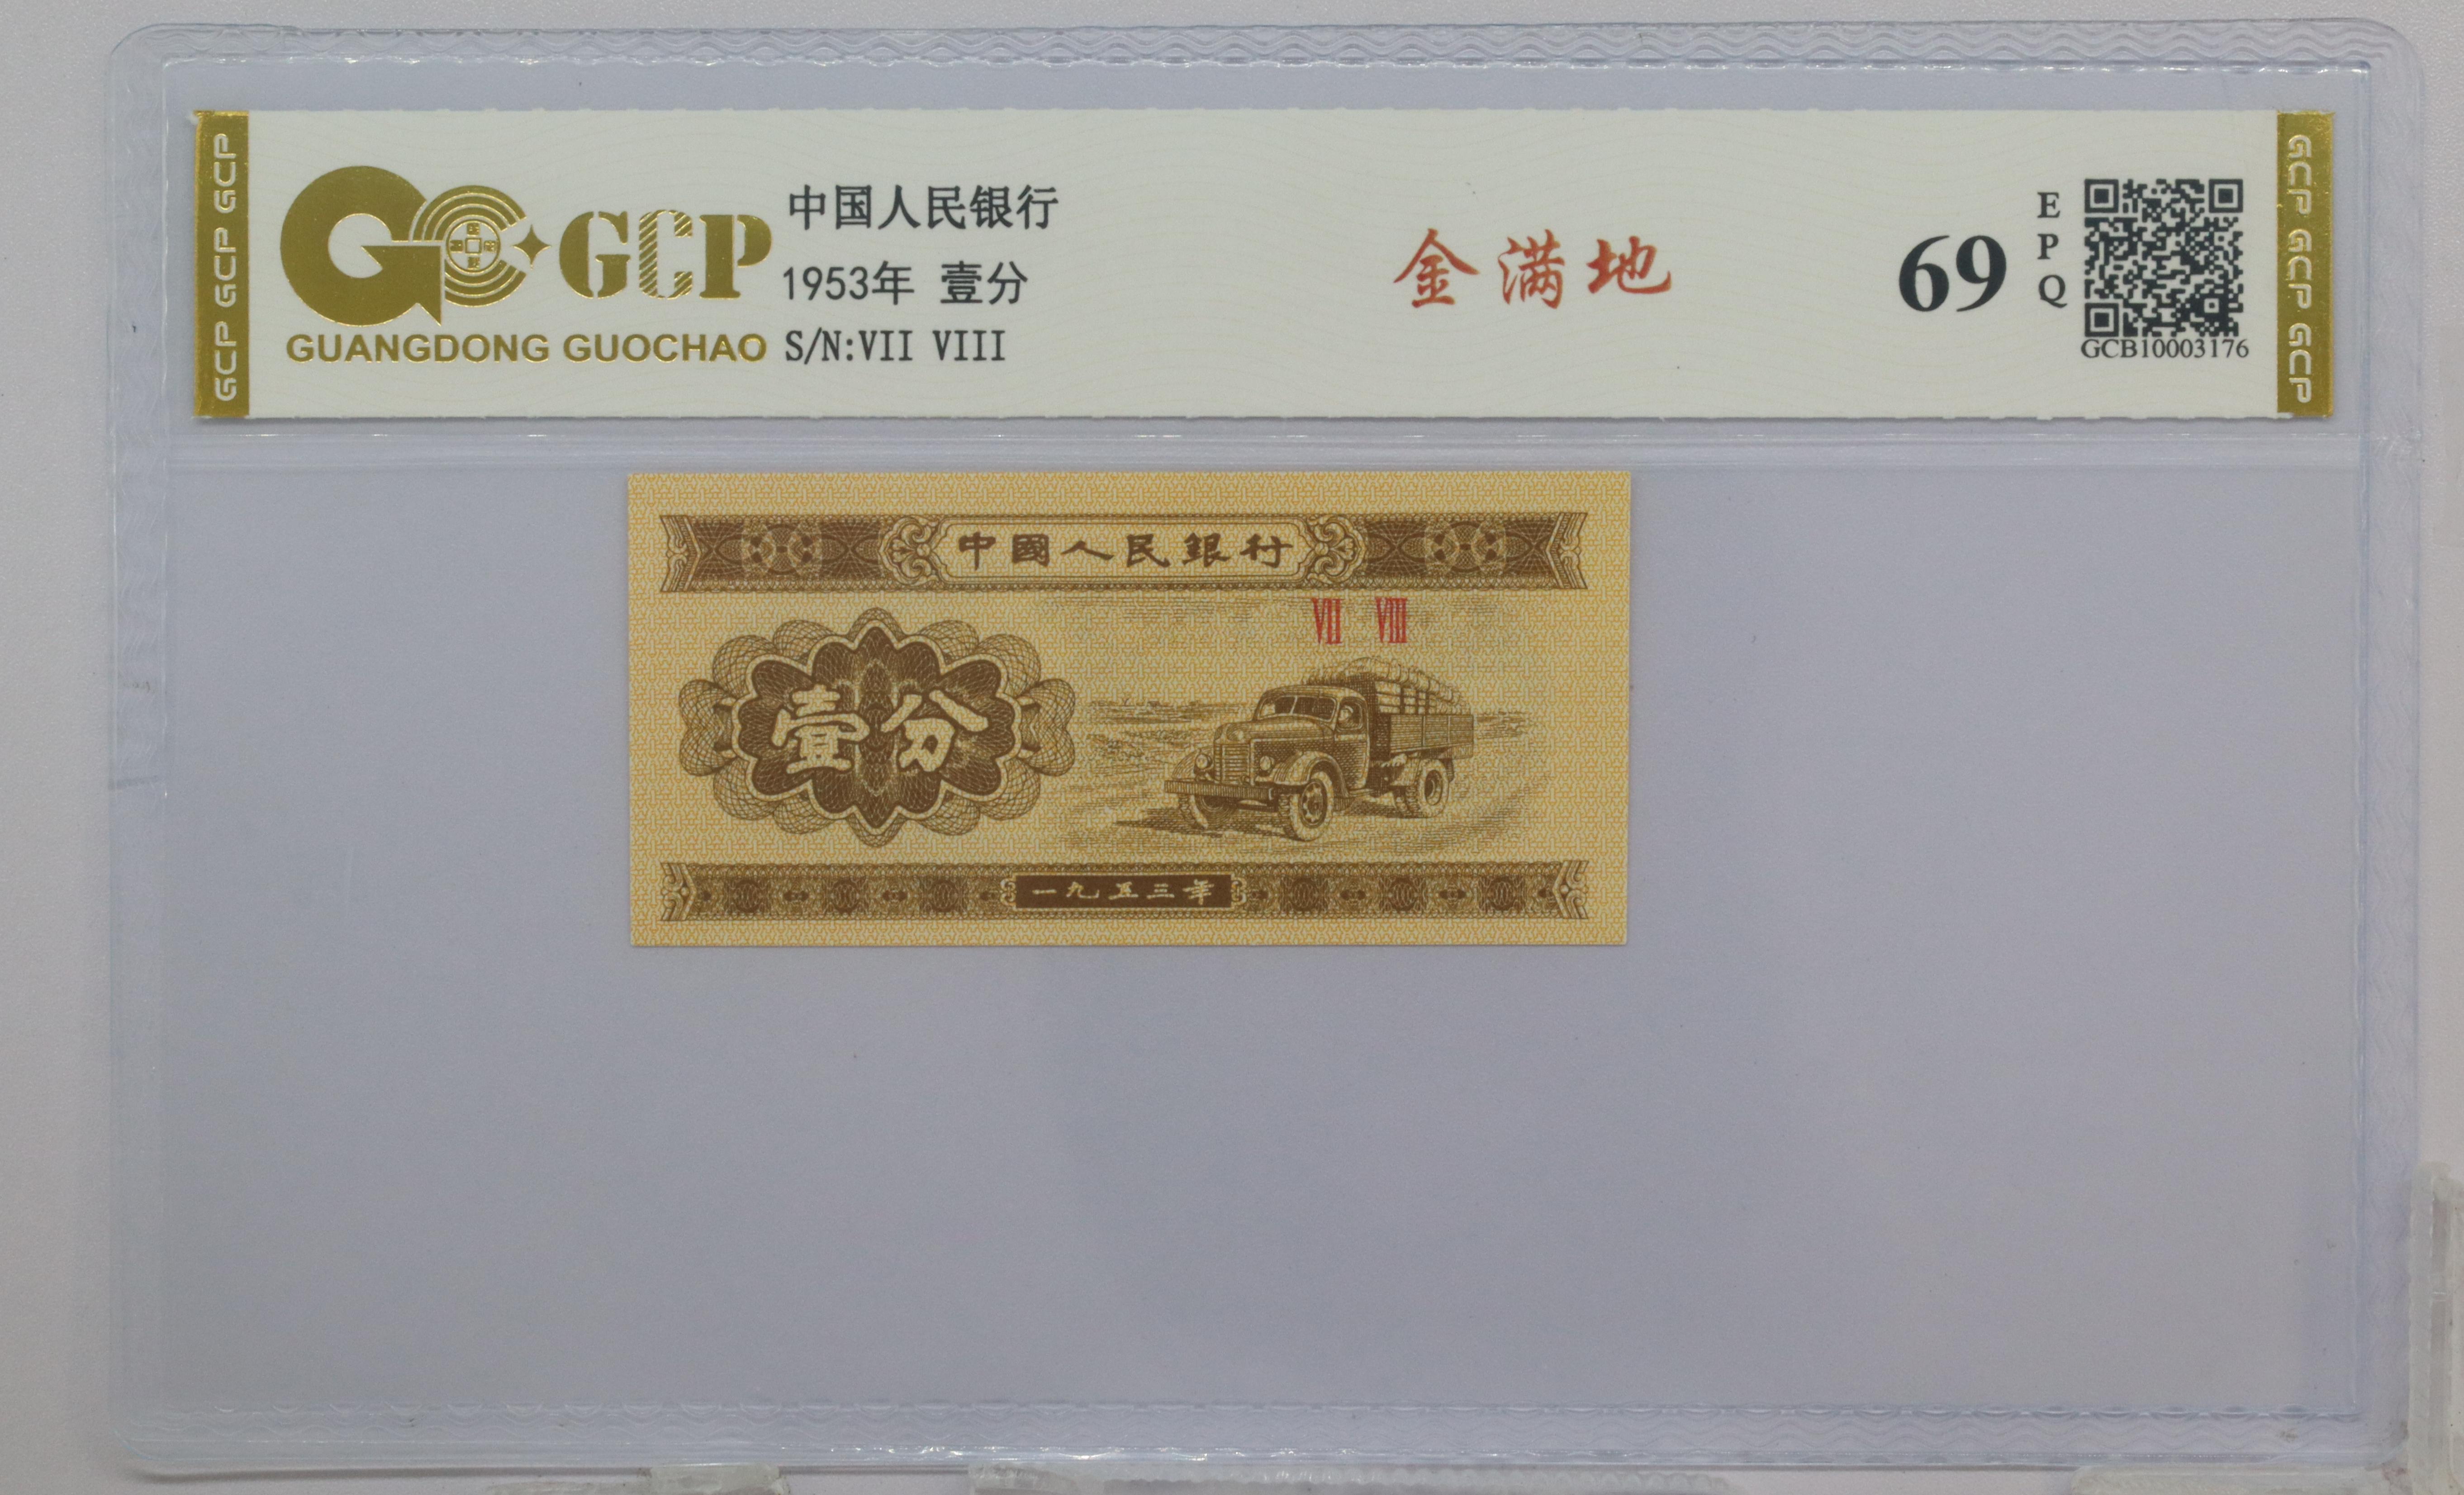 GCP GCP GCP
GCP
GUANGDONG GUOCHAO
中国人民银行
1953年 壹分
S/N:VII VIII
金满地
69
EPQ
GCB10003176
GCP GCP GCP
中國人民銀行
VII VIII
壹分
一九五三年